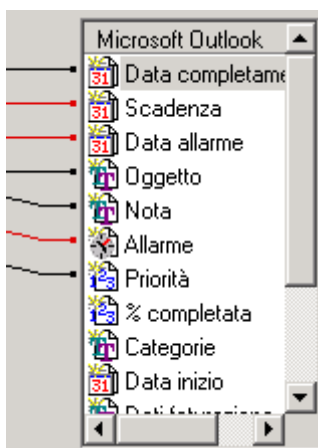 Microsoft Outlook
Data completame
Scadenza
Data allarme
Oggetto
Nota
Allarme
Priorità
% completata
Categorie
Data inizio